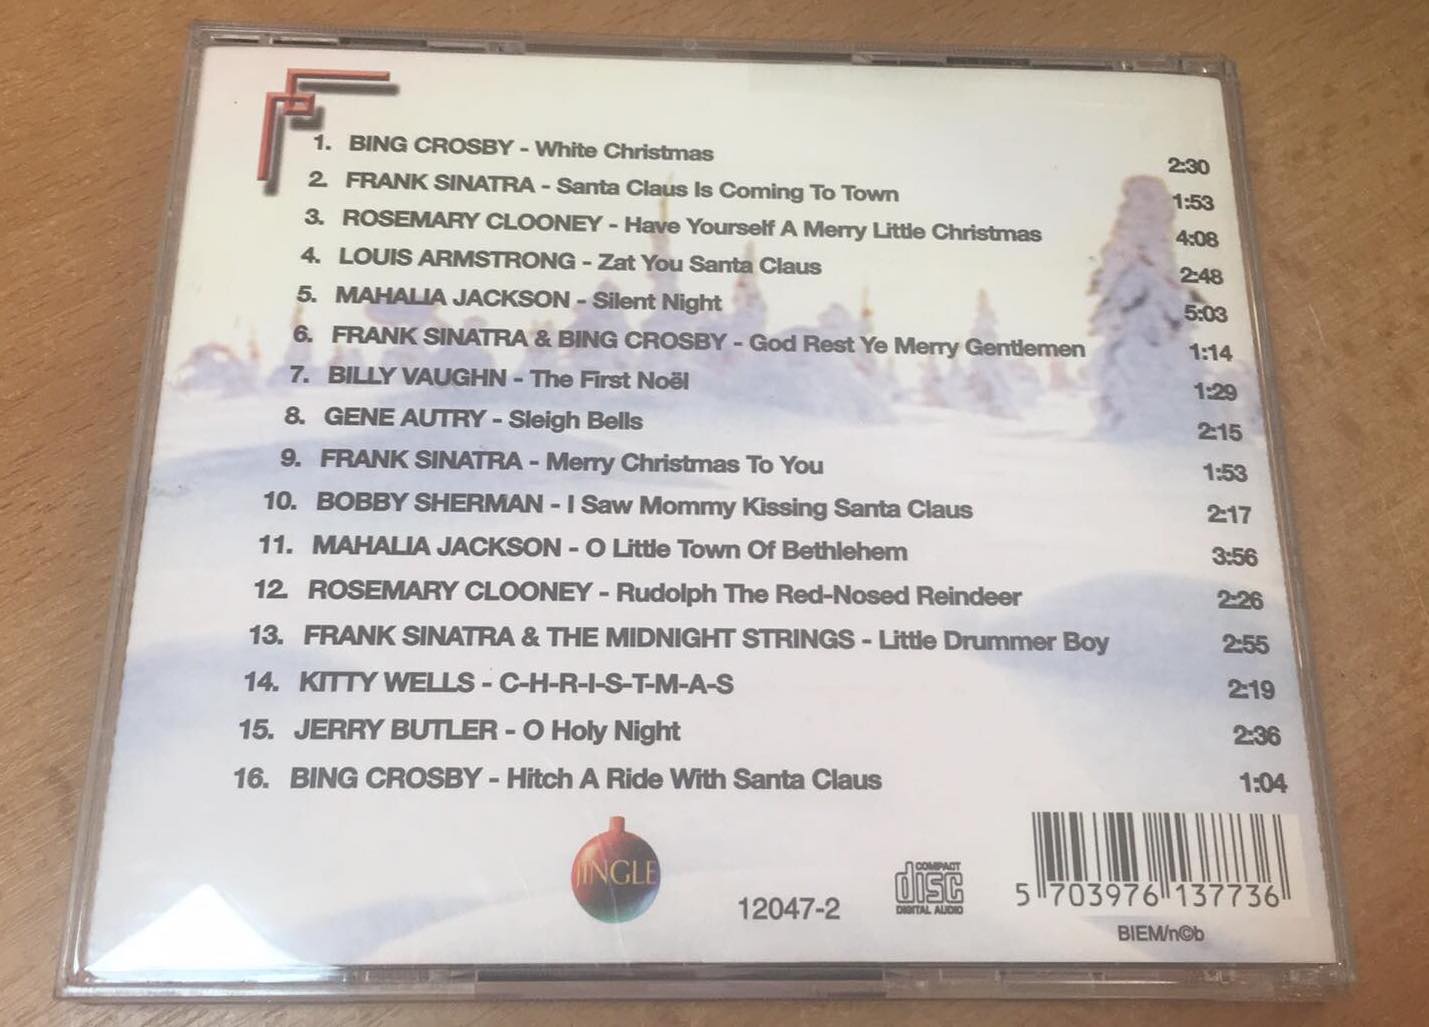 1. BING CROSBY - White Christmas 2:30
2. FRANK SINATRA - Santa Claus Is Coming To Town 1:53
3. ROSEMARY CLOONEY - Have Yourself A Merry Little Christmas 4:08
4. LOUIS ARMSTRONG - Zat You Santa Claus 2:48
5. MAHALIA JACKSON - Silent Night 5:03
6. FRANK SINATRA & BING CROSBY - God Rest Ye Merry Gentlemen 1:14
7. BILLY VAUGHN - The First Noël 1:29
8. GENE AUTRY - Sleigh Bells 2:15
9. FRANK SINATRA - Merry Christmas To You 1:53
10. BOBBY SHERMAN - I Saw Mommy Kissing Santa Claus 2:17
11. MAHALIA JACKSON - O Little Town Of Bethlehem 3:56
12. ROSEMARY CLOONEY - Rudolph The Red-Nosed Reindeer 2:26
13. FRANK SINATRA & THE MIDNIGHT STRINGS - Little Drummer Boy 2:55
14. KITTY WELLS - C-H-R-I-S-T-M-A-S 2:19
15. JERRY BUTLER - O Holy Night 2:36
16. BING CROSBY - Hitch A Ride With Santa Claus 1:04
JINGLE
12047-2
COMPACT
disc
DIGITAL AUDIO
5 703976 137736
BIEM/n©b